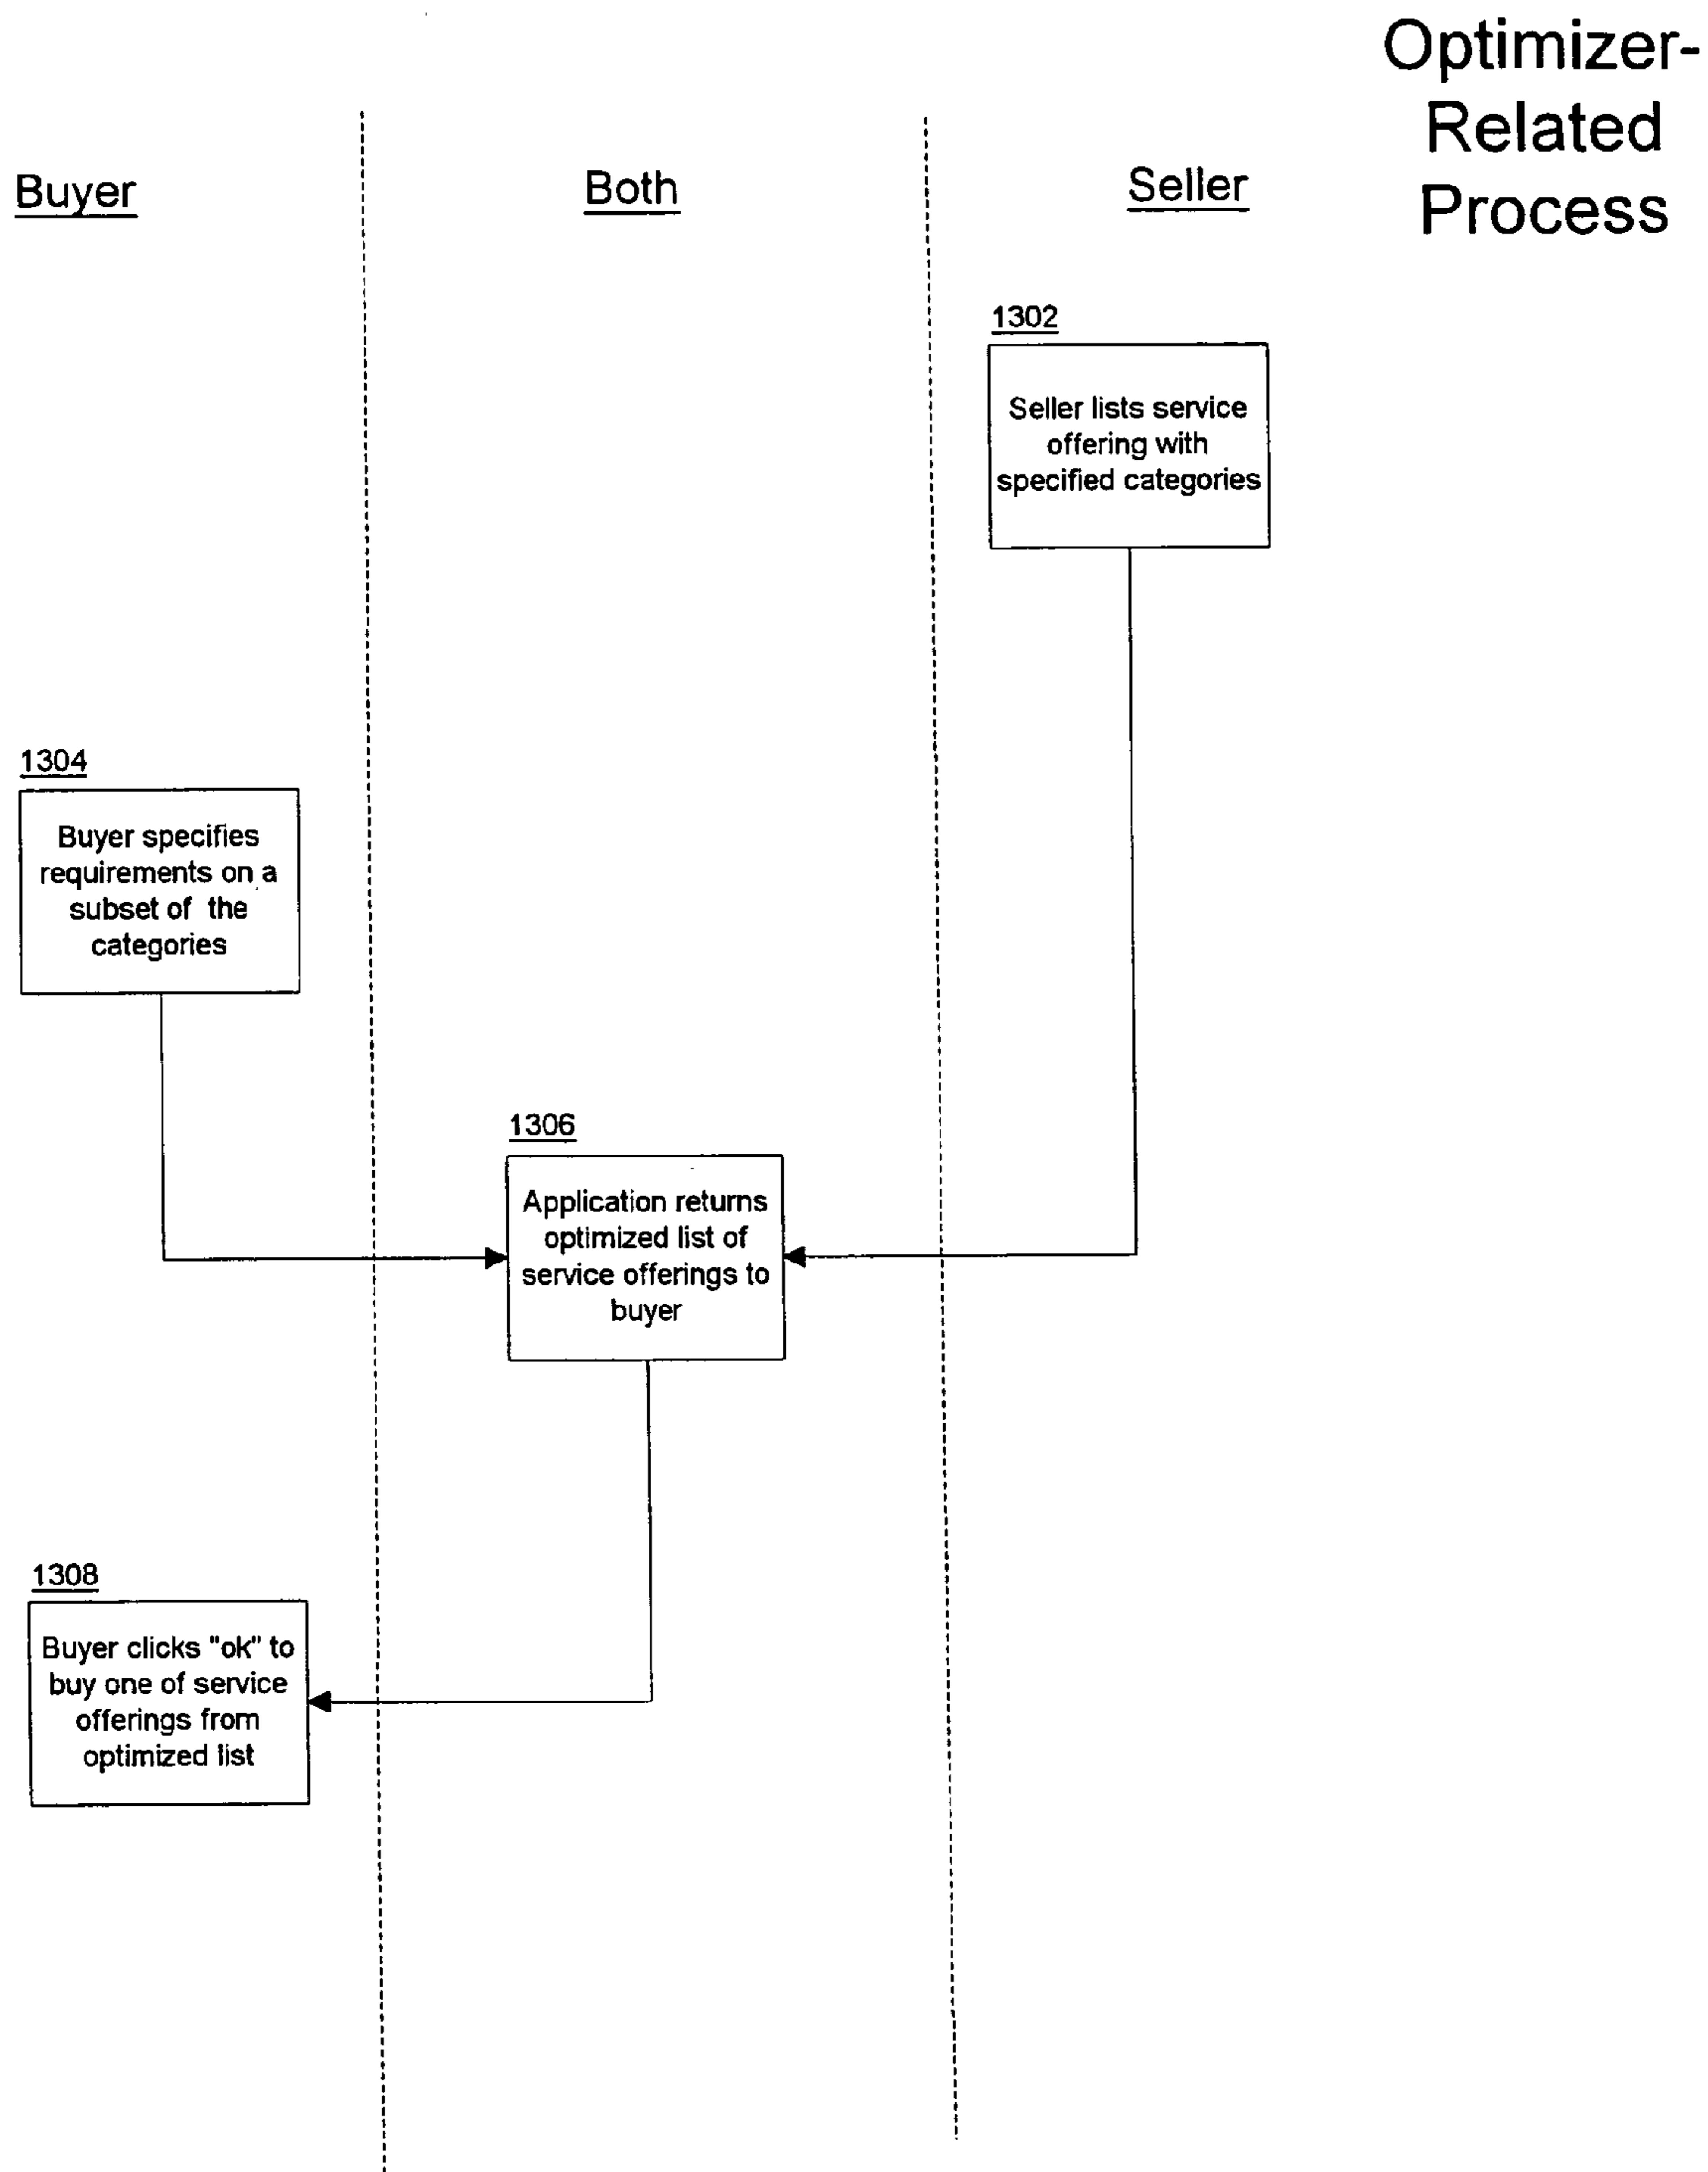 Optimizer-
Related
Process
Buyer
Both
Seller
1302
Seller lists service
offering with
specified categories
1304
Buyer specifies
requirements on a
subset of the
categories
1306
Application returns
optimized list of
service offerings to
buyer
1308
Buyer clicks "ok" to
buy one of service
offerings from
optimized list